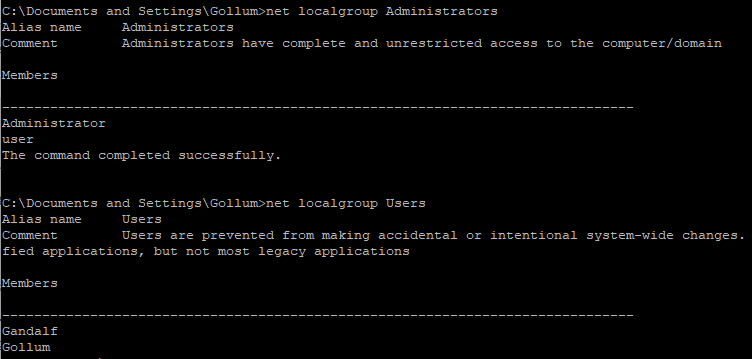 C:\Documents and Settings\Gollum>net localgroup Administrators
Alias name     Administrators
Comment        Administrators have complete and unrestricted access to the computer/domain
Members
-------------------------------------------------------------------------------
Administrator
user
The command completed successfully.
C:\Documents and Settings\Gollum>net localgroup Users
Alias name     Users
Comment        Users are prevented from making accidental or intentional system-wide changes.
fied applications, but not most legacy applications
Members
-------------------------------------------------------------------------------
Gandalf
Gollum